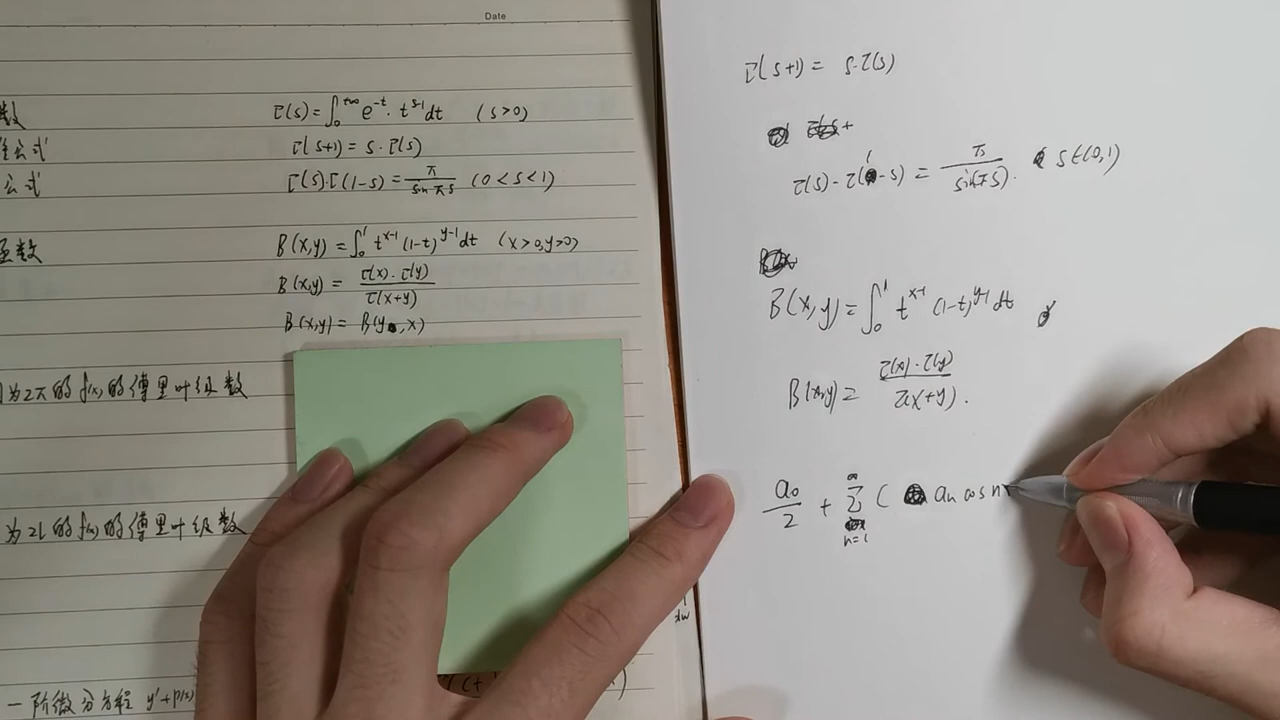 Date
数
τ(s) = ∫₀^{+∞} e^{-t} · t^{s-1} dt (s>0)
公式
τ(s+1) = s · τ(s)
公式
τ(s)·τ(1-s) = π / sin πs (0<s<1)
函数
B(x,y) = ∫₀¹ t^{x-1} (1-t)^{y-1} dt (x>0, y>0)
B(x,y) = τ(x)·τ(y) / τ(x+y)
B(x,y) = B(y,x)
为2π的f(x)的傅里叶级数
为2l的f(x)的傅里叶级数
dw
一阶微分方程 y'+p(x)
τ(s+1) = s·τ(s)
τ(s)·τ(1-s) = π / sin(πs). s∈(0,1)
B(x,y) = ∫₀¹ t^{x-1} (1-t)^{y-1} dt
B(x,y) = τ(x)·τ(y) / τ(x+y).
a₀/2 + Σ_{n=1}^{∞} ( an cos n